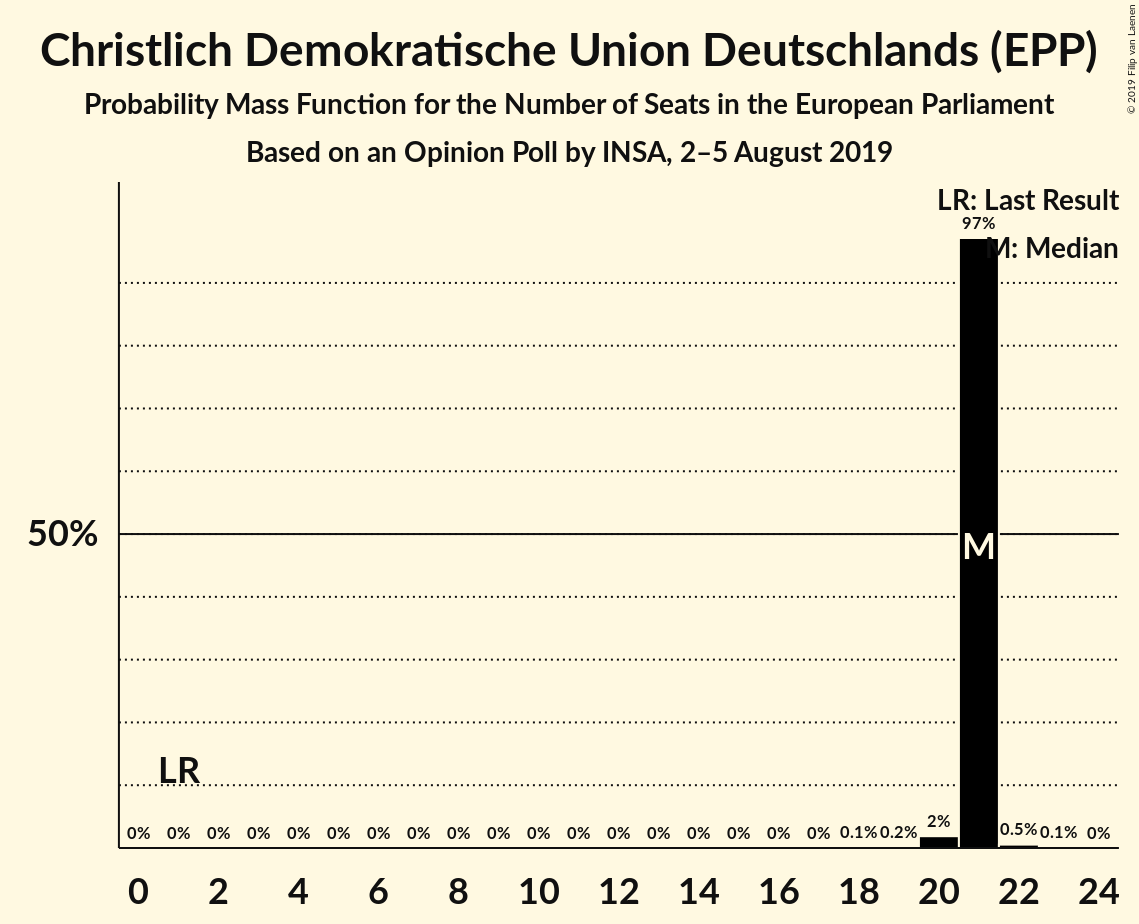 Christlich Demokratische Union Deutschlands (EPP)
Probability Mass Function for the Number of Seats in the European Parliament
Based on an Opinion Poll by INSA, 2–5 August 2019
© 2019 Filip van Laenen
LR: Last Result
97%
M: Median
50%
M
LR
0% 0% 0% 0% 0% 0% 0% 0% 0% 0% 0% 0% 0% 0% 0% 0% 0% 0% 0.1% 0.2% 2% 0.5% 0.1% 0%
0 2 4 6 8 10 12 14 16 18 20 22 24